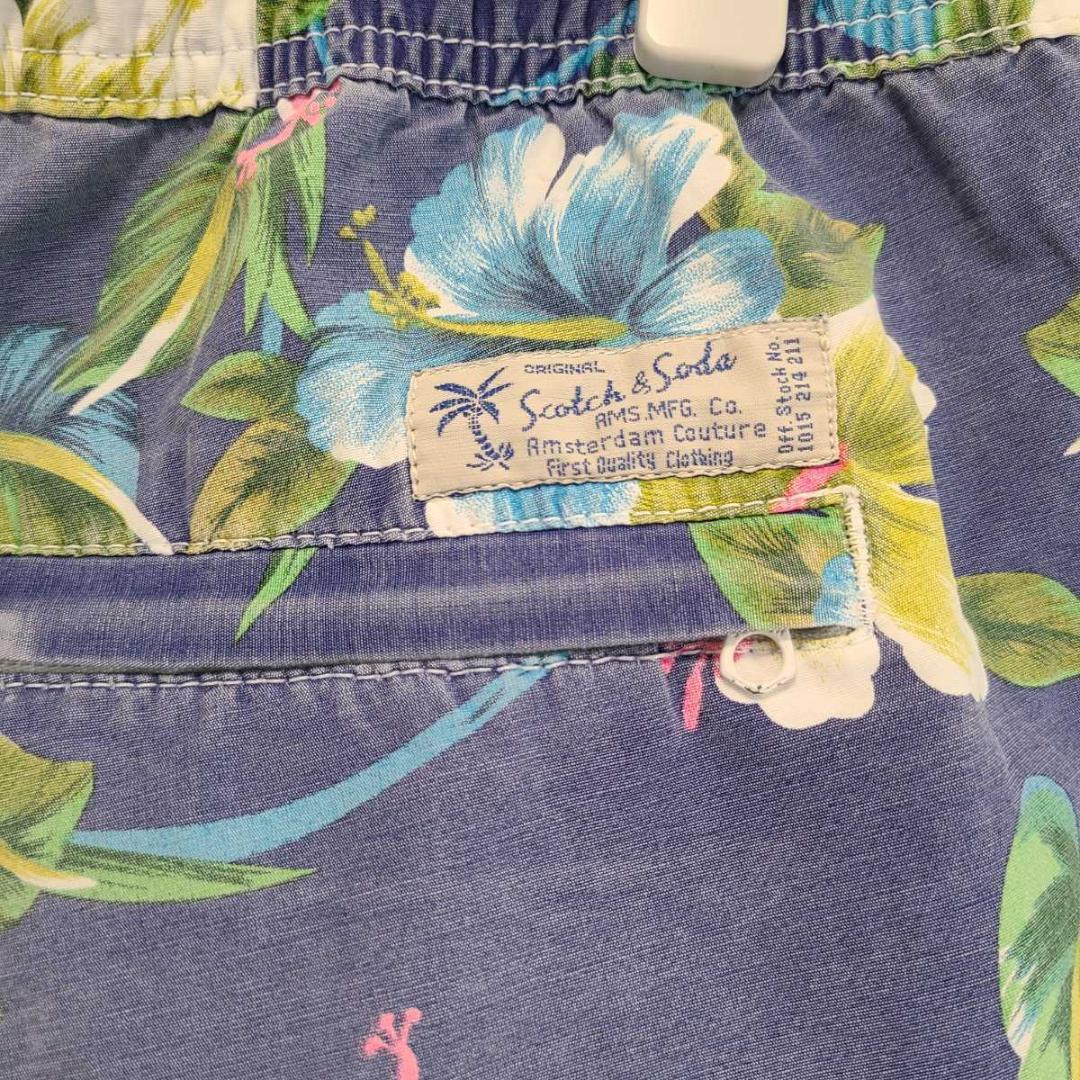 ORIGINAL
Scotch & Soda
AMS.MFG. Co.
Amsterdam Couture
First Quality Clothing
Off. Stock No.
1015 214 211